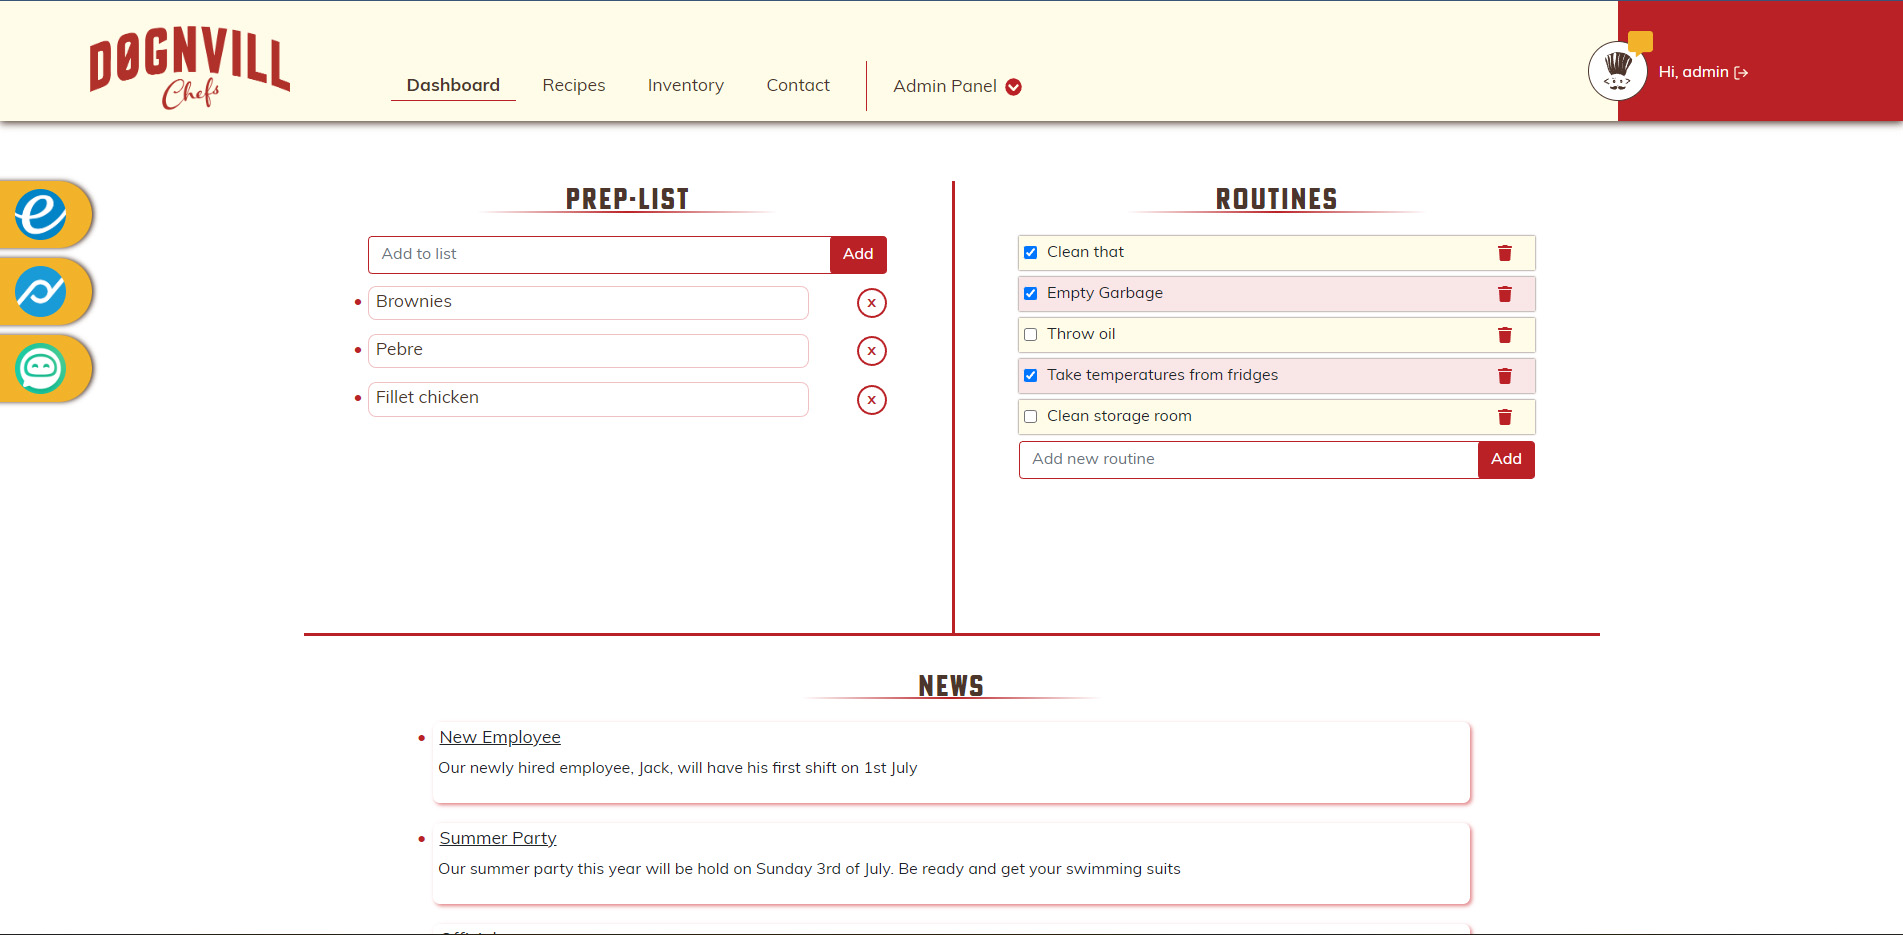 DØGNVILL
Chefs
Dashboard Recipes Inventory Contact Admin Panel
Hi, admin
PREP-LIST
Add to list Add
Brownies x
Pebre x
Fillet chicken x
ROUTINES
Clean that
Empty Garbage
Throw oil
Take temperatures from fridges
Clean storage room
Add new routine Add
NEWS
New Employee
Our newly hired employee, Jack, will have his first shift on 1st July
Summer Party
Our summer party this year will be hold on Sunday 3rd of July. Be ready and get your swimming suits